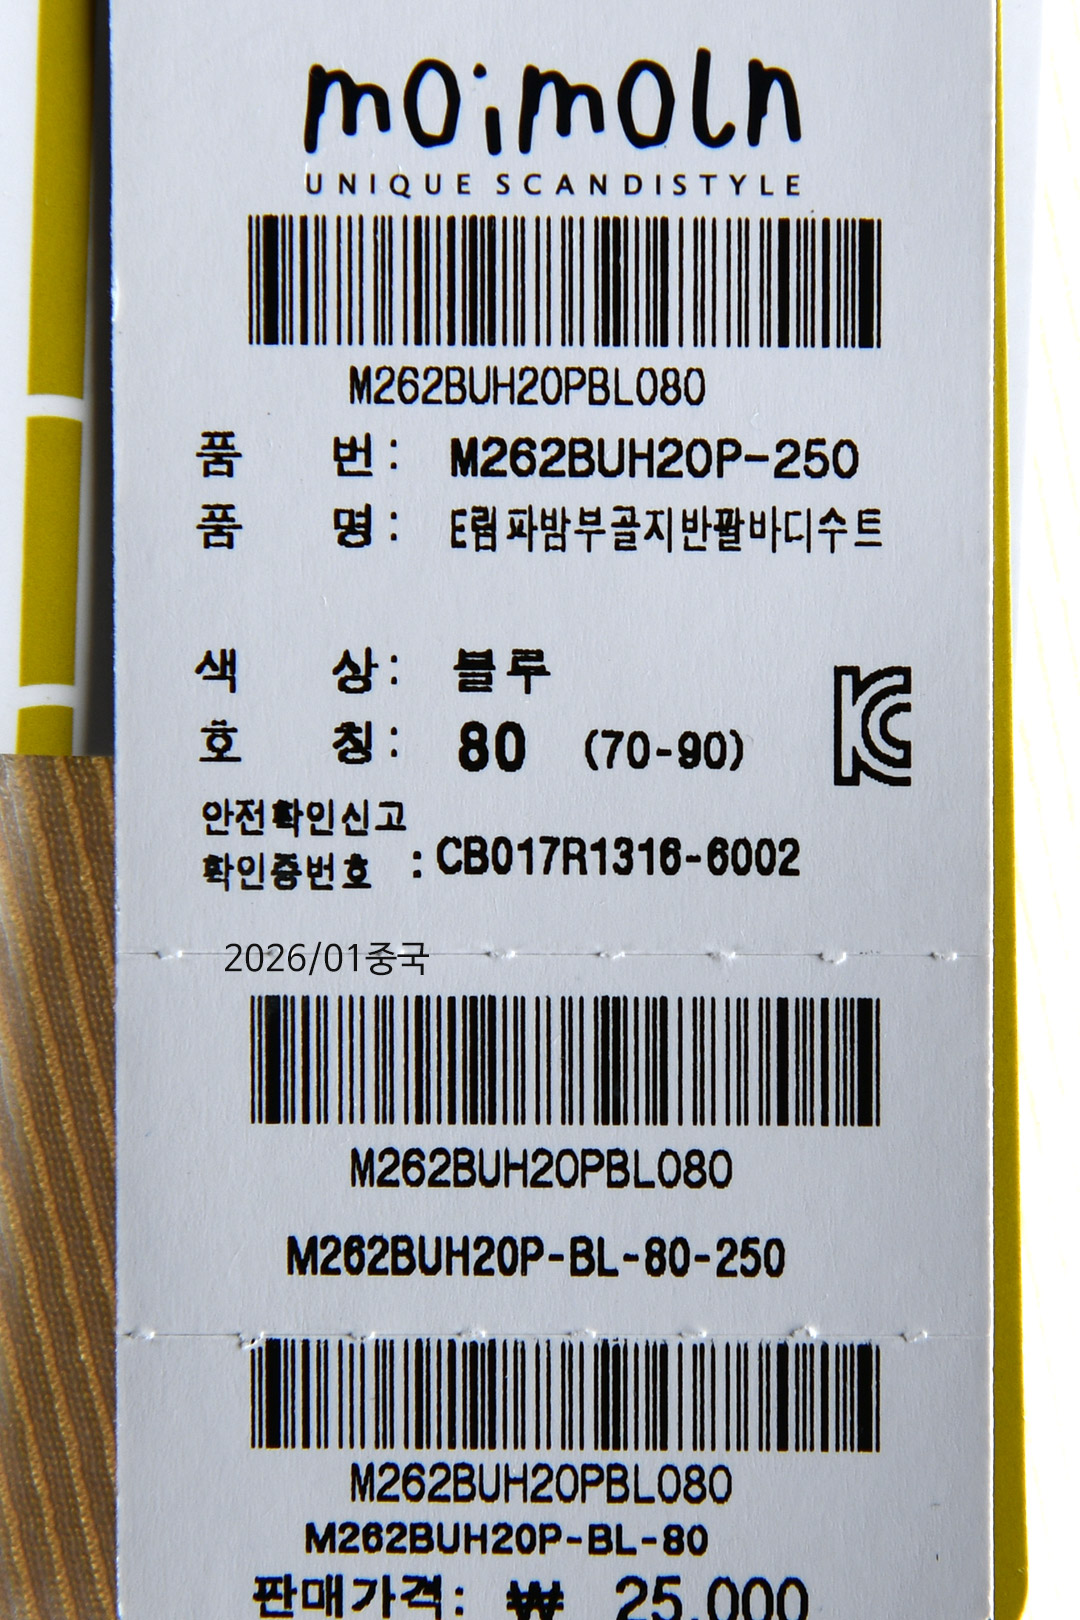 moimoln
UNIQUE SCANDISTYLE
M262BUH20PBL080
품 번 : M262BUH20P-250
품 명 : E림파밤부골지반팔바디수트
색 상 : 블루
호 칭 : 80 (70-90)
안전확인신고
확인증번호 : CB017R1316-6002
2026/01중국
M262BUH20PBL080
M262BUH20P-BL-80-250
M262BUH20PBL080
M262BUH20P-BL-80
판매가격 : ₩ 25,000